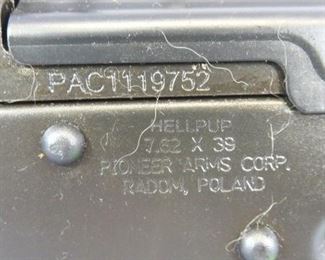 PAC1119752
HELLPUP
7.62 X 39
PIONEER ARMS CORP.
RADOM, POLAND